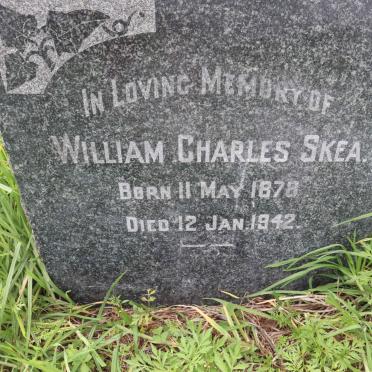 In Loving Memory of
William Charles Skea.
Born 11 May 1878
Died 12 Jan. 1942.